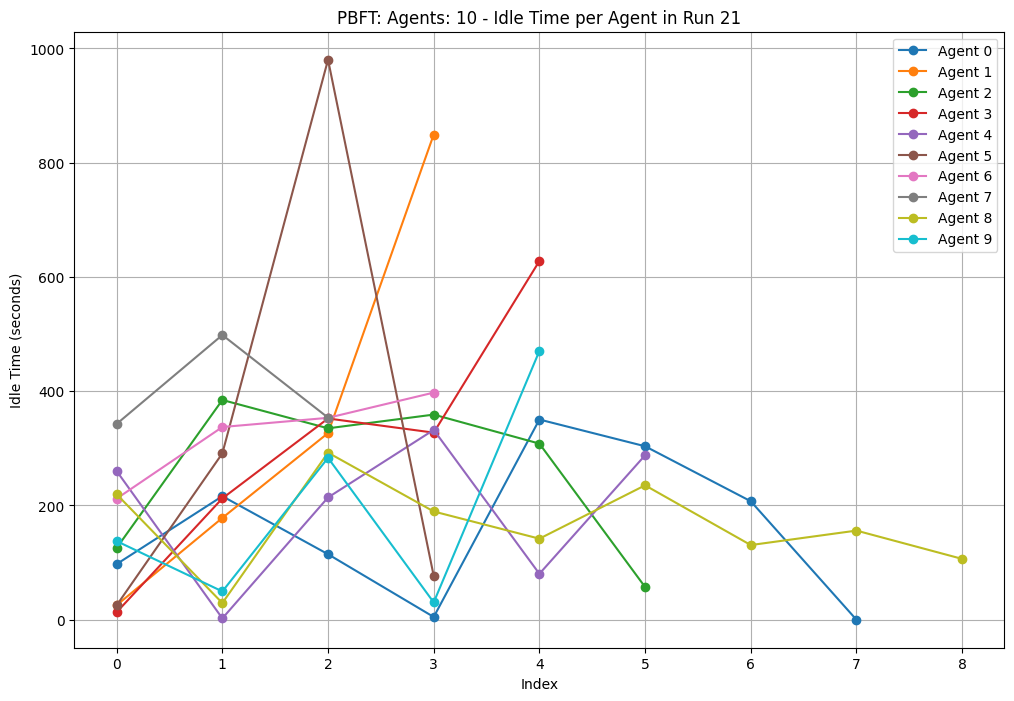 PBFT: Agents: 10 - Idle Time per Agent in Run 21
1000
800
600
400
200
0
Idle Time (seconds)
0 1 2 3 4 5 6 7 8
Index
Agent 0
Agent 1
Agent 2
Agent 3
Agent 4
Agent 5
Agent 6
Agent 7
Agent 8
Agent 9